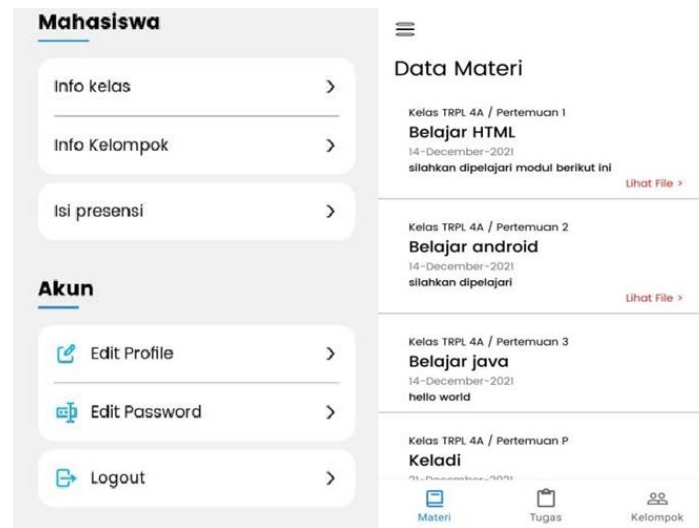 Mahasiswa
Info kelas
Info Kelompok
Isi presensi
Akun
Edit Profile
Edit Password
Logout
Data Materi
Kelas TRPL 4A / Pertemuan 1
Belajar HTML
14-December-2021
silahkan dipelajari modul berikut ini
Lihat File >
Kelas TRPL 4A / Pertemuan 2
Belajar android
14-December-2021
silahkan dipelajari
Lihat File >
Kelas TRPL 4A / Pertemuan 3
Belajar java
14-December-2021
hello world
Kelas TRPL 4A / Pertemuan P
Keladi
21-December-2021
Materi Tugas Kelompok